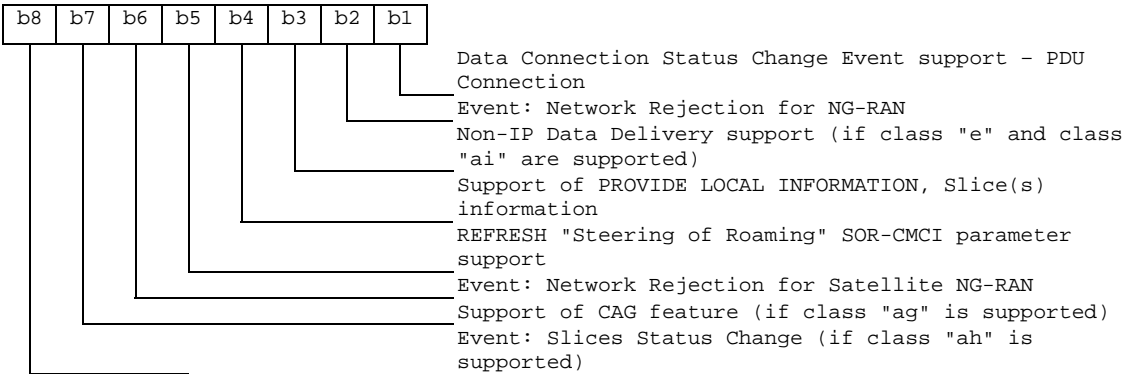 b8 b7 b6 b5 b4 b3 b2 b1
Data Connection Status Change Event support – PDU
Connection
Event: Network Rejection for NG-RAN
Non-IP Data Delivery support (if class "e" and class
"ai" are supported)
Support of PROVIDE LOCAL INFORMATION, Slice(s)
information
REFRESH "Steering of Roaming" SOR-CMCI parameter
support
Event: Network Rejection for Satellite NG-RAN
Support of CAG feature (if class "ag" is supported)
Event: Slices Status Change (if class "ah" is
supported)